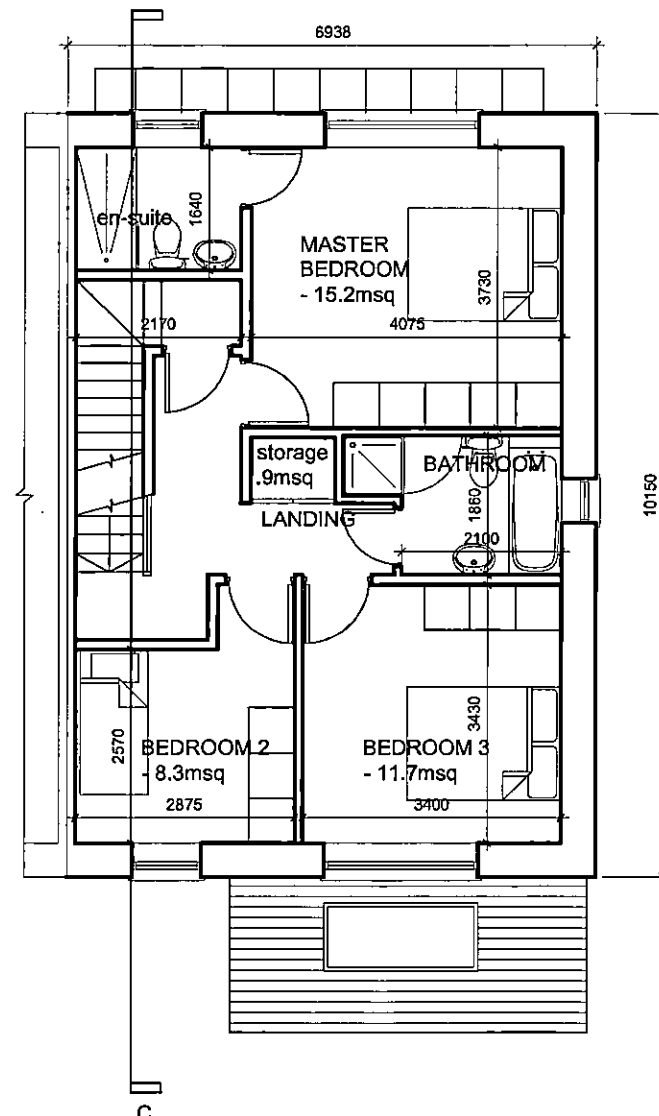 6938
en-suite
1640
MASTER
BEDROOM
- 15.2msq
3730
2170
4075
storage
.9msq
BATHROOM
LANDING
1860
2100
10150
3430
2570
BEDROOM 2
- 8.3msq
BEDROOM 3
- 11.7msq
2875
3400
C